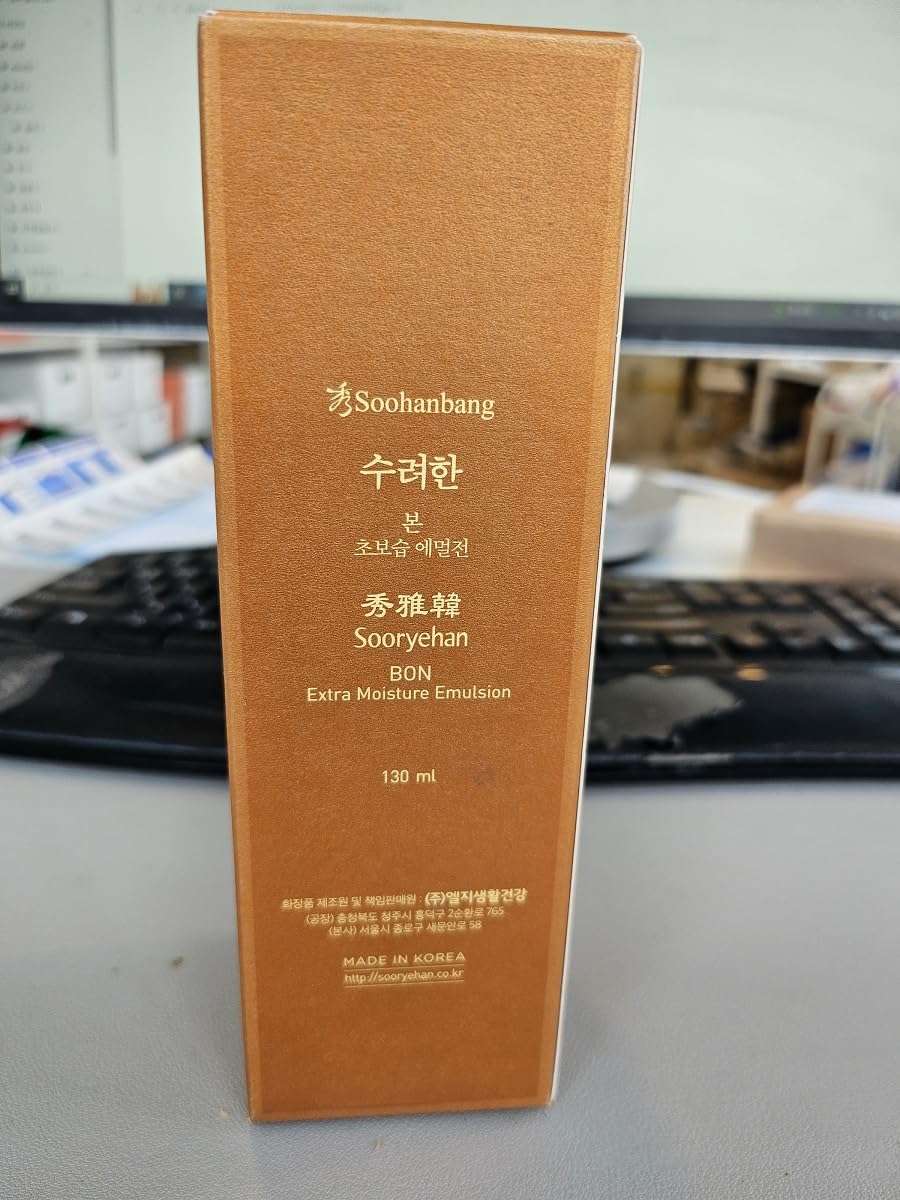 秀Soohanbang
수려한
본
초보습 에멀전
秀雅韓
Sooryehan
BON
Extra Moisture Emulsion
130 ml
화장품 제조원 및 책임판매원 : (주)엘지생활건강
(공장) 충청북도 청주시 흥덕구 2순환로 765
(본사) 서울시 종로구 새문안로 58
MADE IN KOREA
http://sooryehan.co.kr